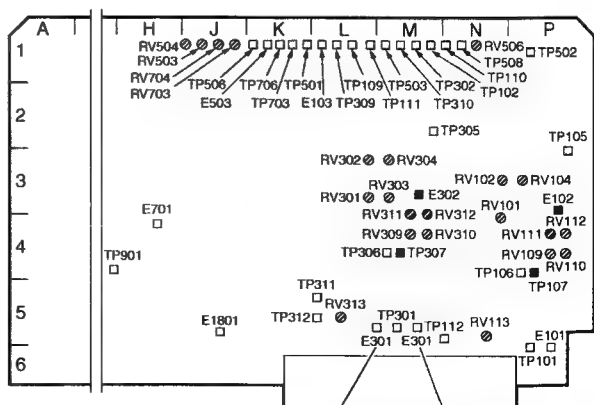 A H J K L M N P
1 RV504 RV506 TP502
RV503 TP508
RV704 TP506 TP706 TP501 TP109 TP503 TP302 TP110
RV703 E503 TP703 E103 TP309 TP111 TP310 TP102
2 TP305 TP105
RV302 RV304
3 RV303 E302 RV102 RV104
RV301 RV101 E102
E701 RV311 RV312 RV112
4 RV309 RV310 RV111
TP901 TP306 TP307 RV109 RV110
TP106 TP107
5 TP311 RV313
E1801 TP312 TP301 TP112 RV113 E101
E301 E301 TP101
6